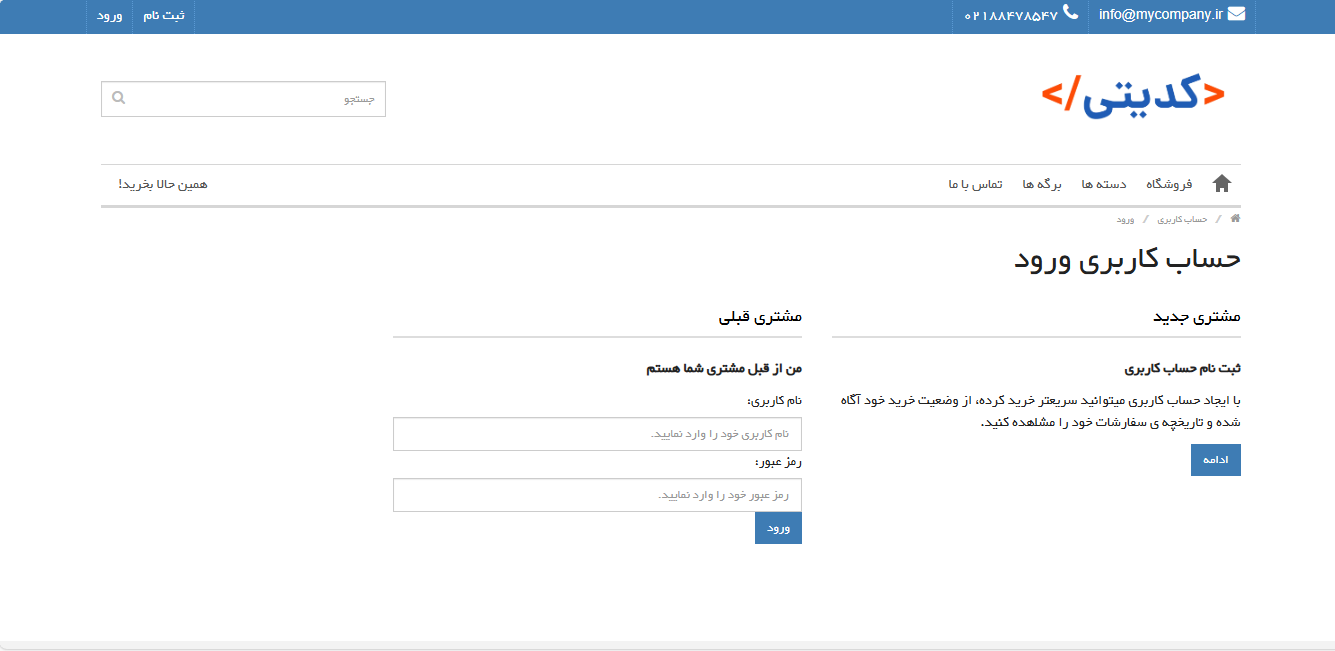 info@mycompany.ir
۰۲۱۸۸۴۷۸۵۴۷
ثبت نام
ورود
<کدیتی/>
جستجو
فروشگاه
دسته ها
برگه ها
تماس با ما
همین حالا بخرید!
/ حساب کاربری / ورود
حساب کاربری ورود
مشتری جدید
ثبت نام حساب کاربری
با ایجاد حساب کاربری میتوانید سریعتر خرید کرده، از وضعیت خرید خود آگاه
شده و تاریخچه ی سفارشات خود را مشاهده کنید.
ادامه
مشتری قبلی
من از قبل مشتری شما هستم
نام کاربری:
نام کاربری خود را وارد نمایید.
رمز عبور:
رمز عبور خود را وارد نمایید.
ورود